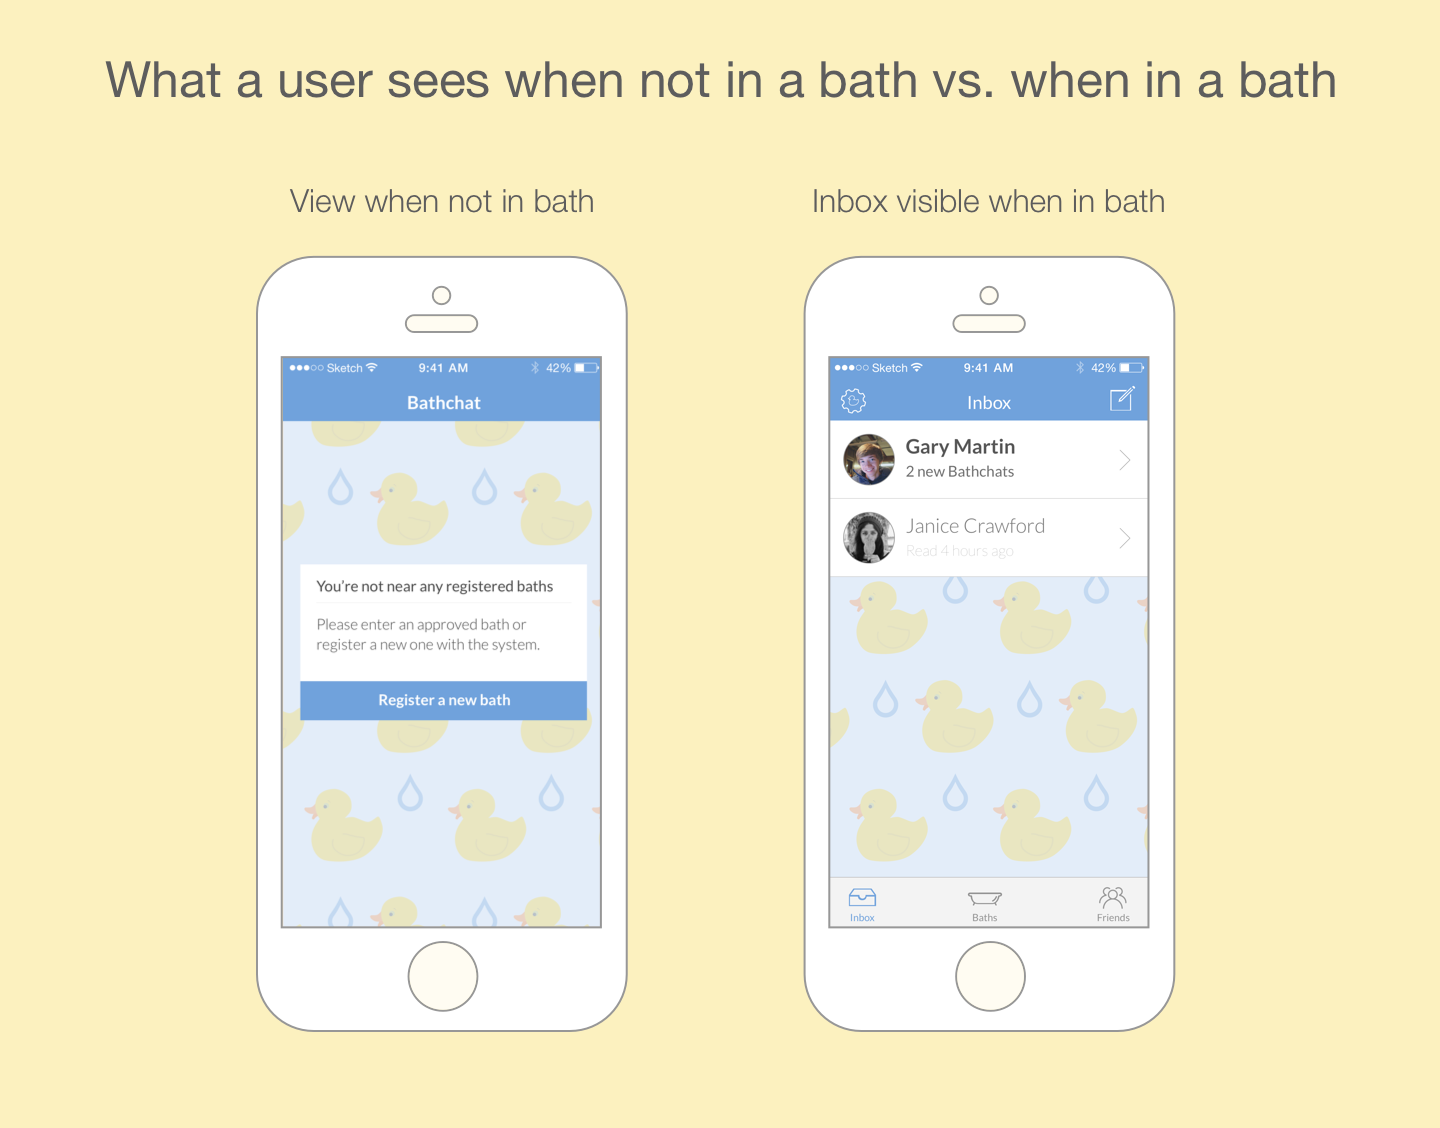 What a user sees when not in a bath vs. when in a bath
View when not in bath
Sketch 9:41 AM 42%
Bathchat
You're not near any registered baths
Please enter an approved bath or
register a new one with the system.
Register a new bath
Inbox visible when in bath
Sketch 9:41 AM 42%
Inbox
Gary Martin
2 new Bathchats
Janice Crawford
Read 4 hours ago
Inbox Baths Friends